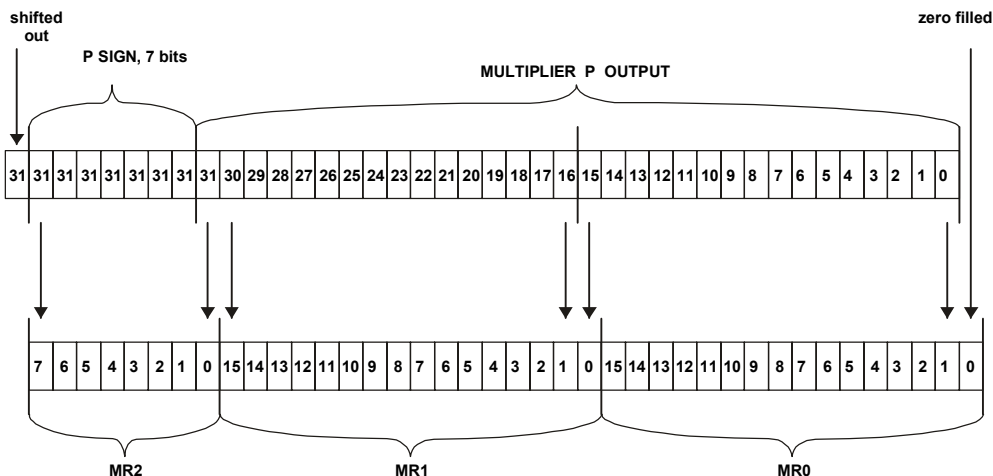 shifted out
zero filled
P SIGN, 7 bits
MULTIPLIER P OUTPUT
31 31 31 31 31 31 31 31 31 30 29 28 27 26 25 24 23 22 21 20 19 18 17 16 15 14 13 12 11 10 9 8 7 6 5 4 3 2 1 0
7 6 5 4 3 2 1 0 15 14 13 12 11 10 9 8 7 6 5 4 3 2 1 0 15 14 13 12 11 10 9 8 7 6 5 4 3 2 1 0
MR2
MR1
MR0